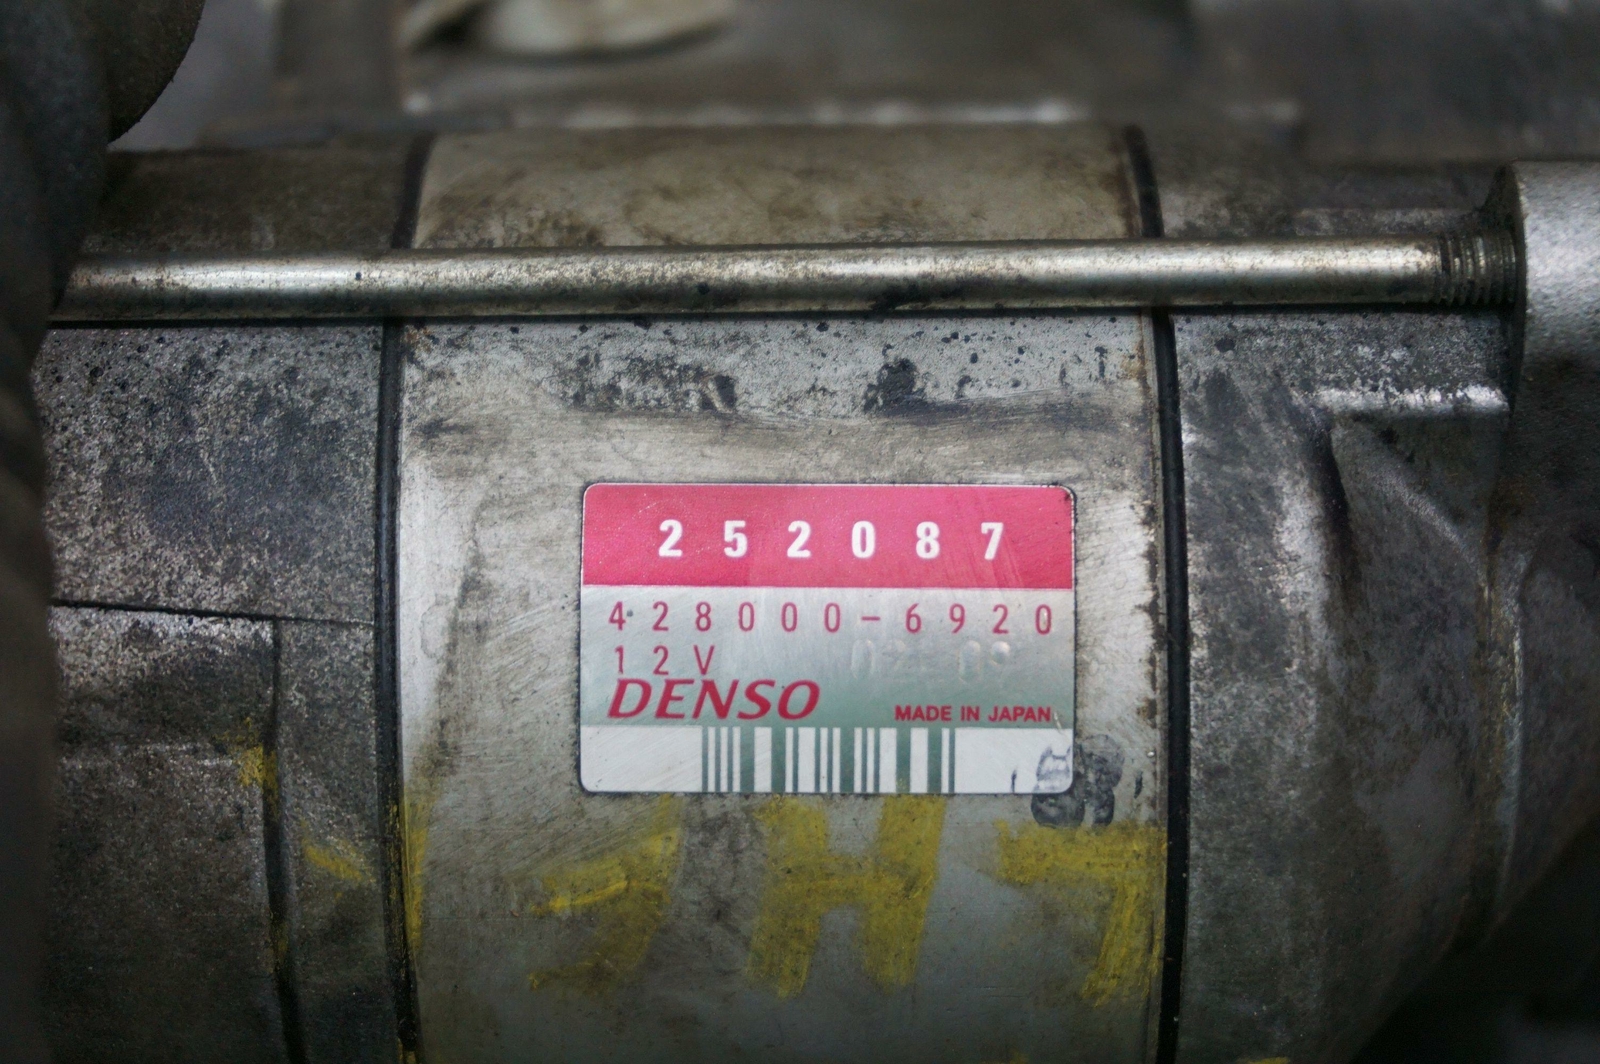 252087
428000-6920
12V
DENSO
MADE IN JAPAN